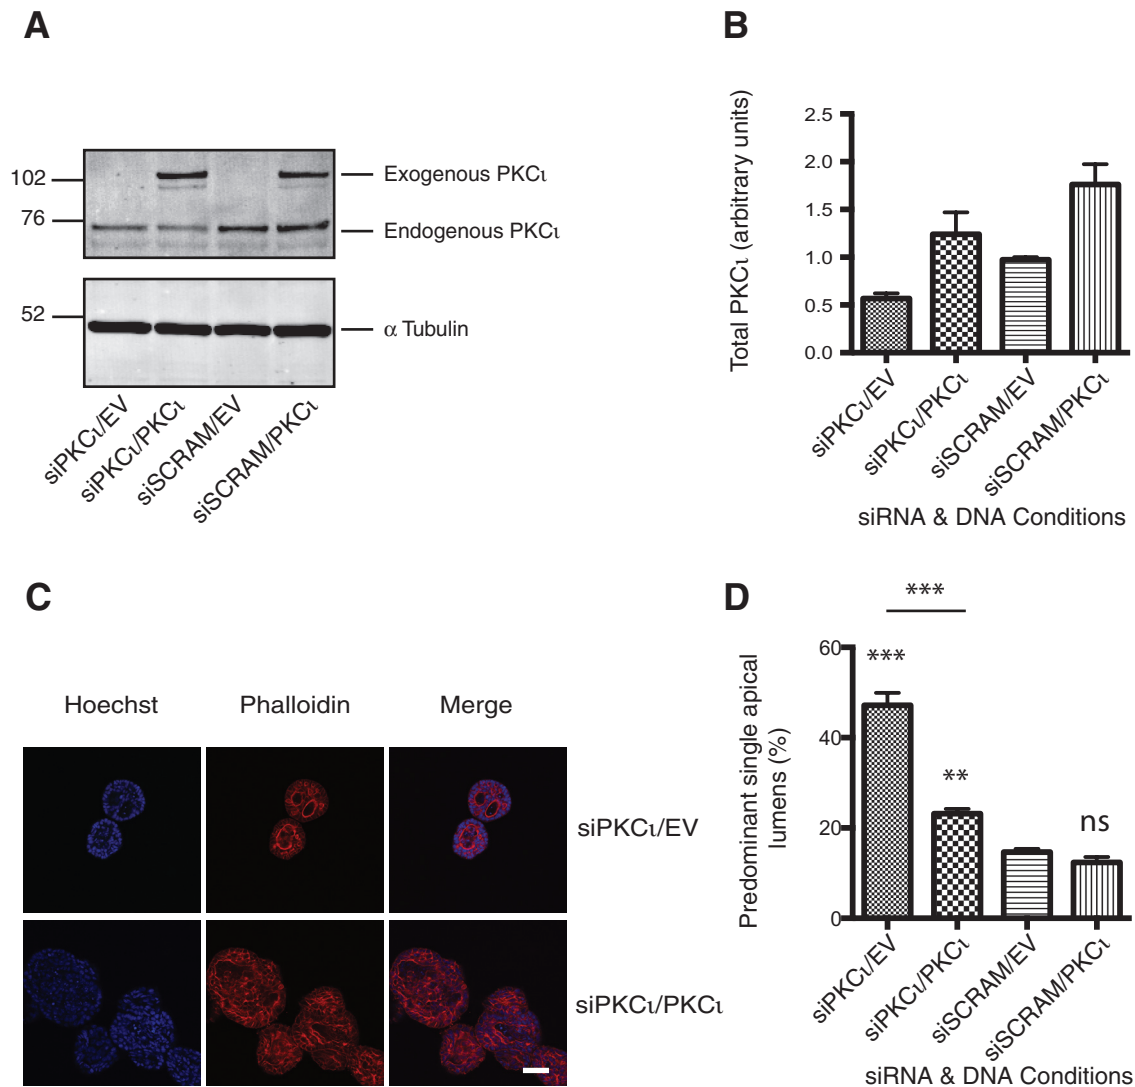 A
102
76
52
Exogenous PKCι
Endogenous PKCι
α Tubulin
siPKCι/EV
siPKCι/PKCι
siSCRAM/EV
siSCRAM/PKCι
B
Total PKCι (arbitrary units)
2.5
2.0
1.5
1.0
0.5
0.0
siPKCι/EV
siPKCι/PKCι
siSCRAM/EV
siSCRAM/PKCι
siRNA & DNA Conditions
C
Hoechst
Phalloidin
Merge
siPKCι/EV
siPKCι/PKCι
D
***
Predominant single apical
lumens (%)
60
40
20
0
***
**
ns
siPKCι/EV
siPKCι/PKCι
siSCRAM/EV
siSCRAM/PKCι
siRNA & DNA Conditions